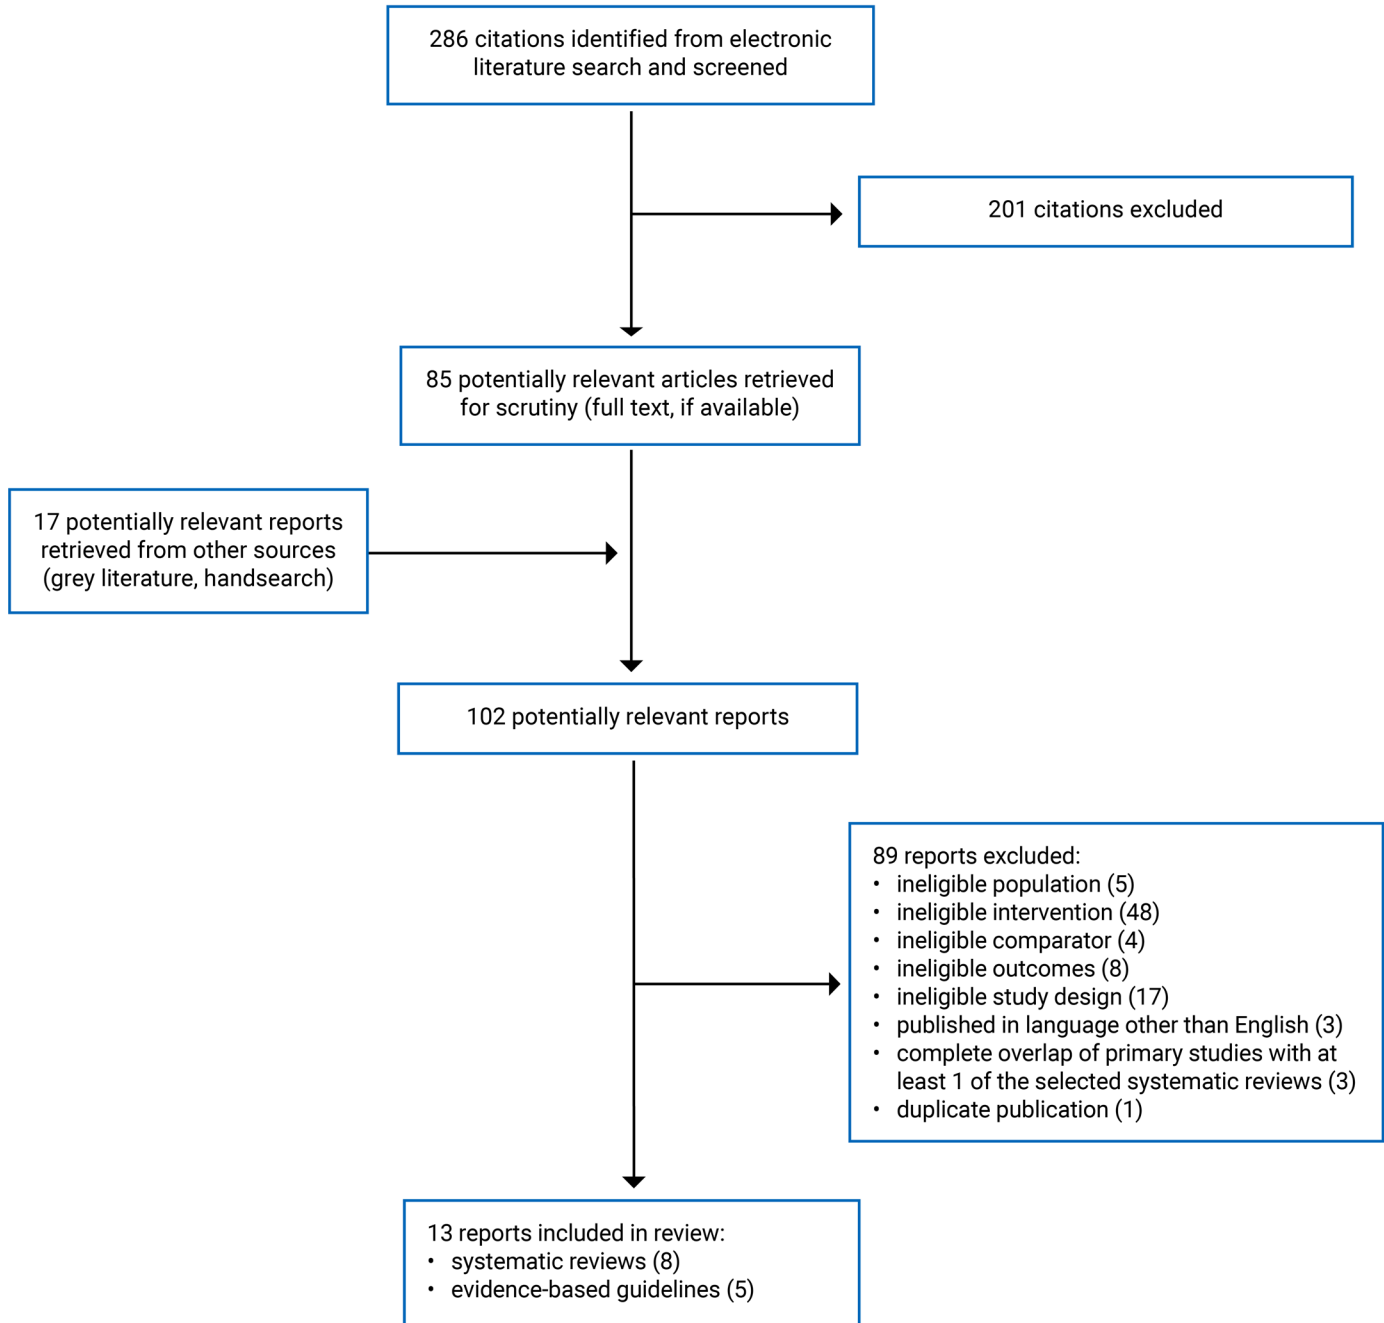 286 citations identified from electronic
literature search and screened
201 citations excluded
85 potentially relevant articles retrieved
for scrutiny (full text, if available)
17 potentially relevant reports
retrieved from other sources
(grey literature, handsearch)
102 potentially relevant reports
89 reports excluded:
• ineligible population (5)
• ineligible intervention (48)
• ineligible comparator (4)
• ineligible outcomes (8)
• ineligible study design (17)
• published in language other than English (3)
• complete overlap of primary studies with at
least 1 of the selected systematic reviews (3)
• duplicate publication (1)
13 reports included in review:
• systematic reviews (8)
• evidence-based guidelines (5)